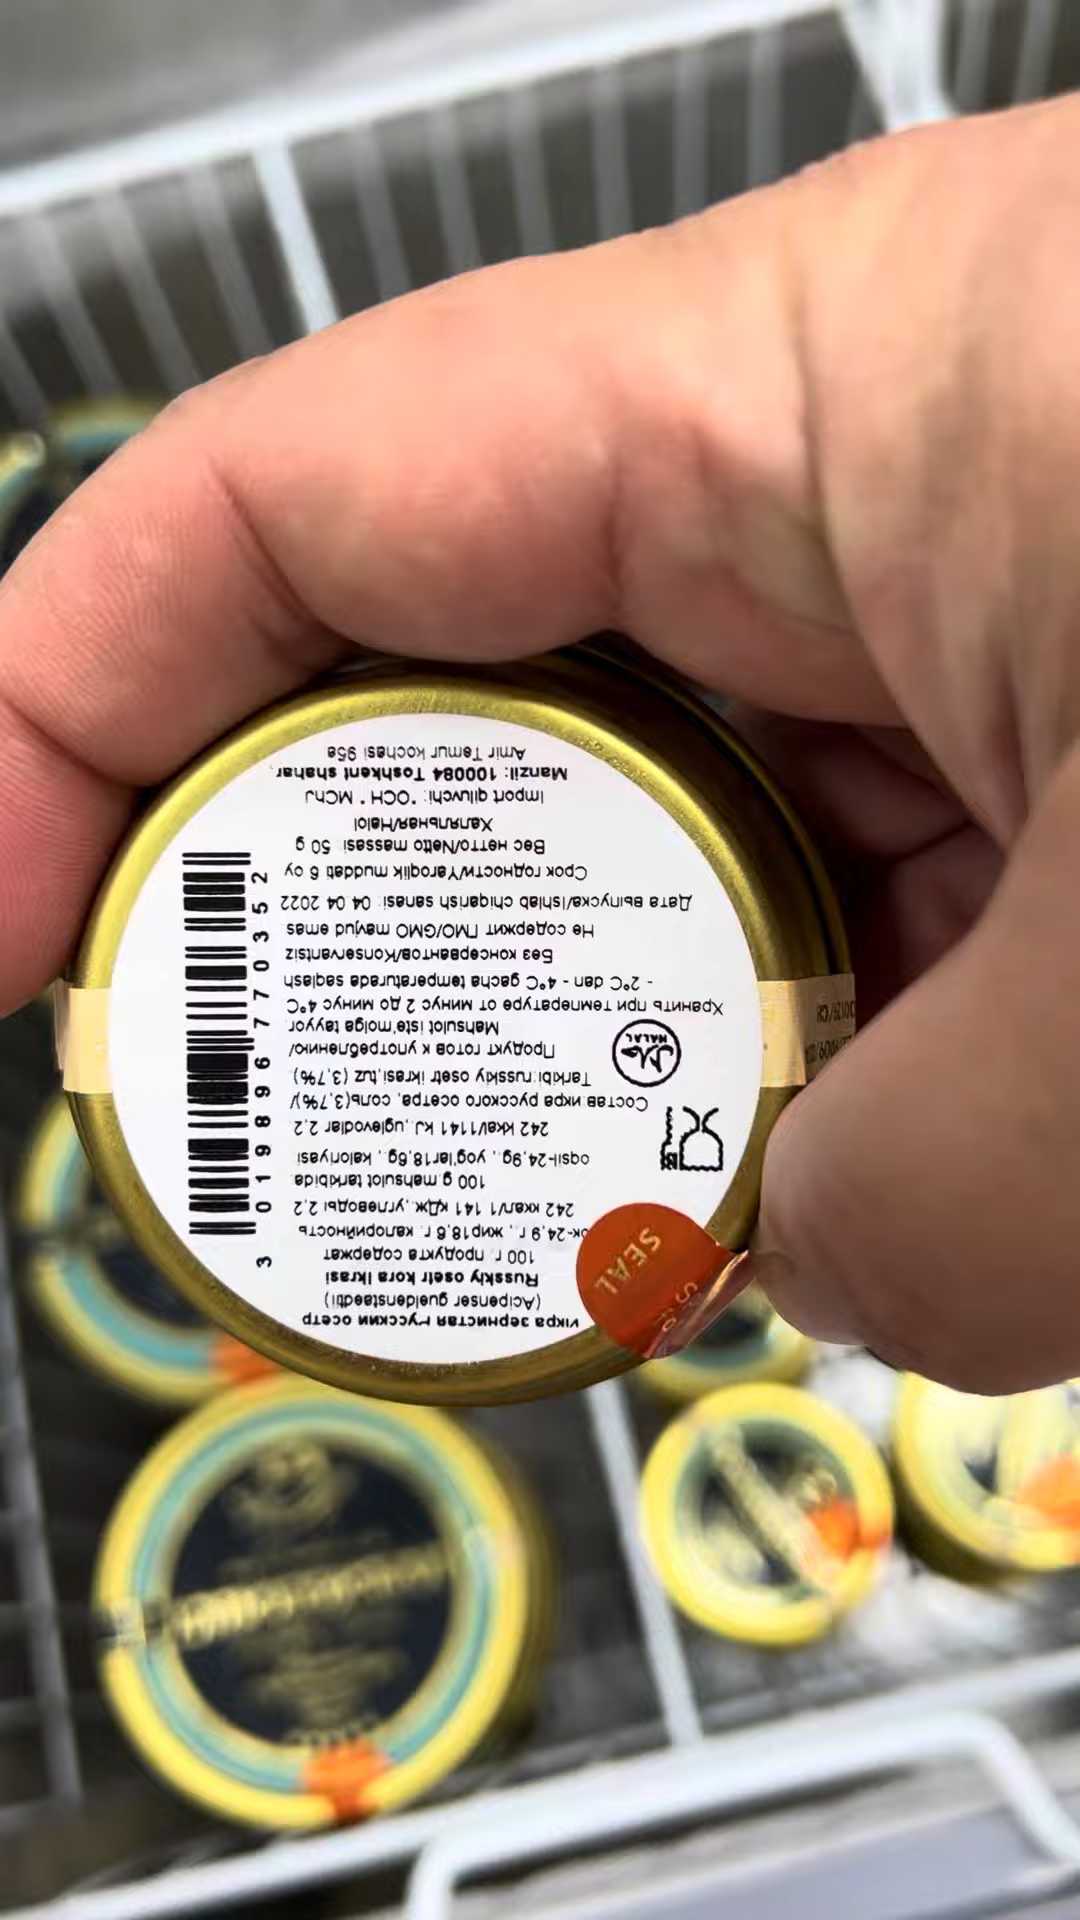 зернистая Русский осетр
(Acipenser gueldenstaedtii)
Russkiy osetr kora Ikrasi
100 г. продукта содержат
24,9 г., жир18,6 г. калорийность
242 ккал/1 141 кДж.,углеводы 2,2
100 g.mahsulot tarkibida:
oqsil-24,9g., yog'lar18,6g., kaloriyasi
242 kkal/1141 kJ.,uglevodlar 2,2
Состав:икра русского осетра, соль(3,7%)/
Tarkibi:russkiy osetr ikrasi,tuz (3,7%)
Продукт готов к употреблению/
Mahsulot iste'molga tayyor
Хранить при температуре от минус 2 до минус 4°C
- 2°C dan - 4°C gacha temperaturada saqlash
Без консервантов/Konservantsiz
Не содержит ГМО/GMO mavjud emas
Дата выпуска/Ishlab chiqarish sanasi: 04 04 2022
Срок годности/Yaroqlik muddati 6 oy
Вес нетто/Netto massasi: 50 g
Халяльная/Halol
Import qiluvchi: "OCH" MChJ
Manzil: 100084 Toshkent shahar,
Amir Temur kochasi 95a
HALAL
3 019896 770352
SEAL